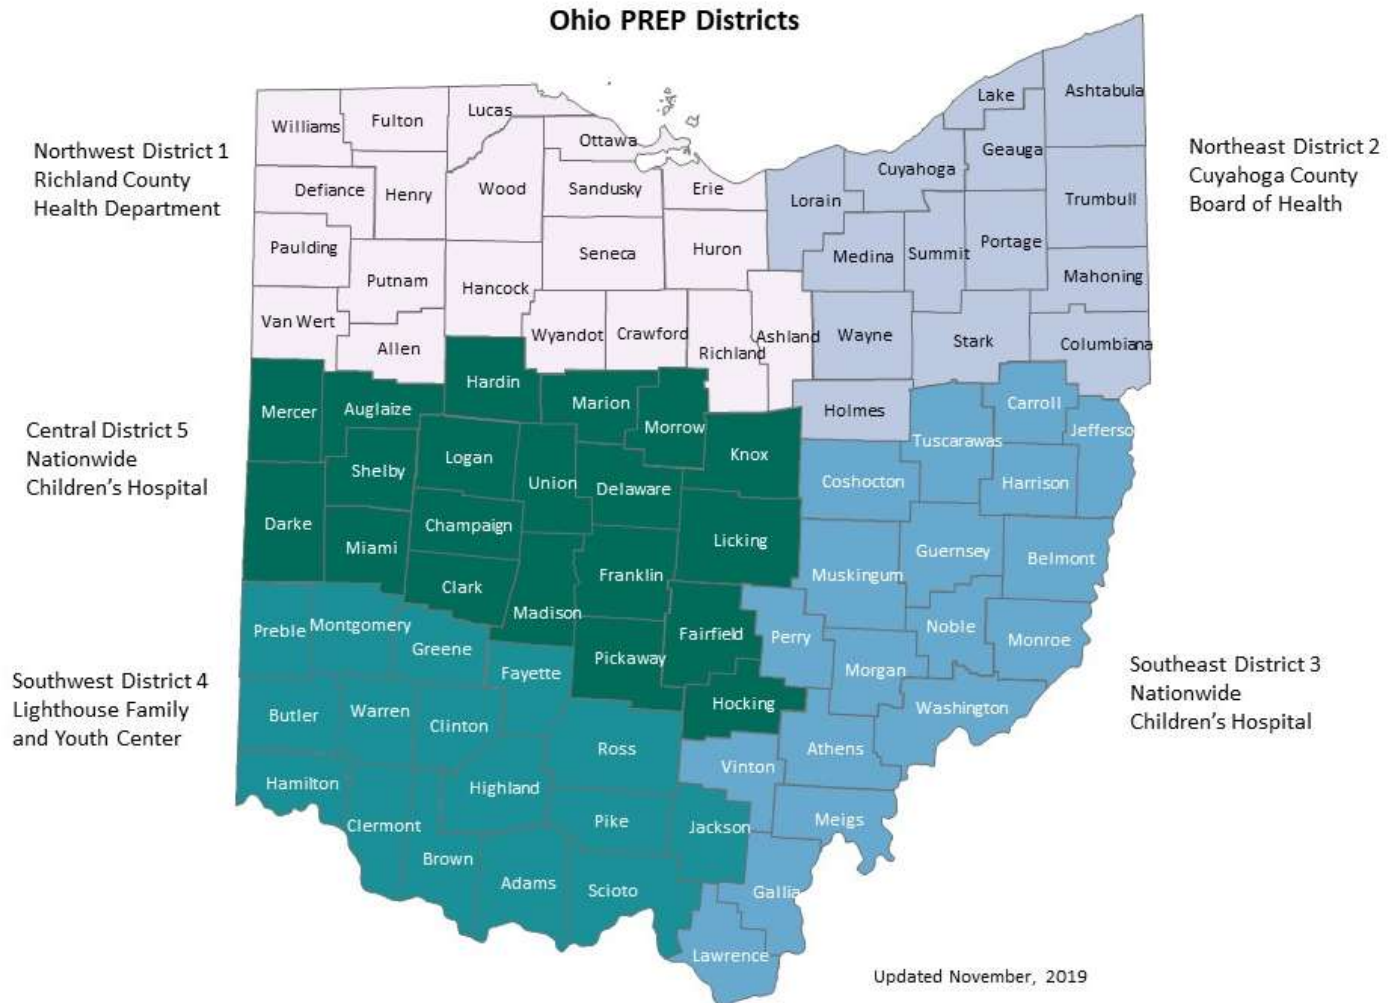 Ohio PREP Districts
Northwest District 1
Richland County
Health Department
Northeast District 2
Cuyahoga County
Board of Health
Central District 5
Nationwide
Children's Hospital
Southwest District 4
Lighthouse Family
and Youth Center
Southeast District 3
Nationwide
Children's Hospital
Williams
Fulton
Lucas
Ottawa
Defiance
Henry
Wood
Sandusky
Erie
Paulding
Putnam
Hancock
Seneca
Huron
Van Wert
Allen
Wyandot
Crawford
Richland
Ashland
Lake
Ashtabula
Geauga
Cuyahoga
Lorain
Trumbull
Medina
Summit
Portage
Mahoning
Wayne
Stark
Columbiana
Holmes
Mercer
Auglaize
Hardin
Marion
Morrow
Knox
Shelby
Logan
Union
Delaware
Darke
Miami
Champaign
Licking
Clark
Madison
Franklin
Fairfield
Pickaway
Hocking
Carroll
Tuscarawas
Jefferso
Coshocton
Harrison
Muskingum
Guernsey
Belmont
Perry
Morgan
Noble
Monroe
Washington
Athens
Vinton
Meigs
Gallia
Lawrence
Preble
Montgomery
Greene
Fayette
Butler
Warren
Clinton
Ross
Hamilton
Highland
Clermont
Pike
Jackson
Brown
Adams
Scioto
Updated November, 2019